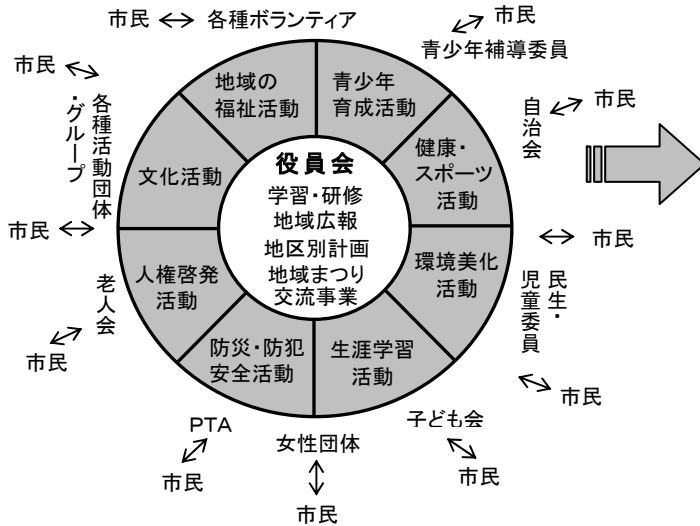 市民
各種ボランティア
市民
青少年補導委員
市民
各種活動団体
・グループ
地域の
福祉活動
青少年
育成活動
自治会
市民
文化活動
役員会
学習・研修
地域広報
地区別計画
地域まつり
交流事業
健康・
スポーツ
活動
市民
市民
老人会
人権啓発
活動
環境美化
活動
民生・
児童委員
市民
防災・防犯
安全活動
生涯学習
活動
市民
PTA
女性団体
子ども会
市民
市民
市民